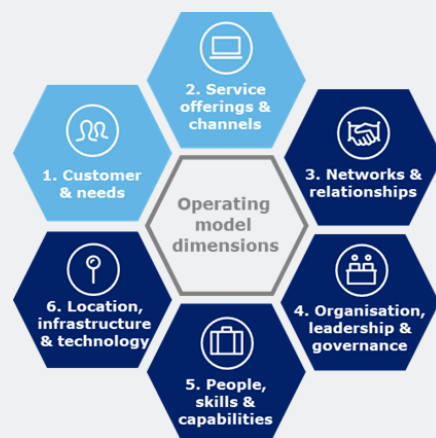 Operating
model
dimensions
1. Customer
& needs
2. Service
offerings &
channels
3. Networks &
relationships
4. Organisation,
leadership &
governance
5. People,
skills &
capabilities
6. Location,
infrastructure
& technology